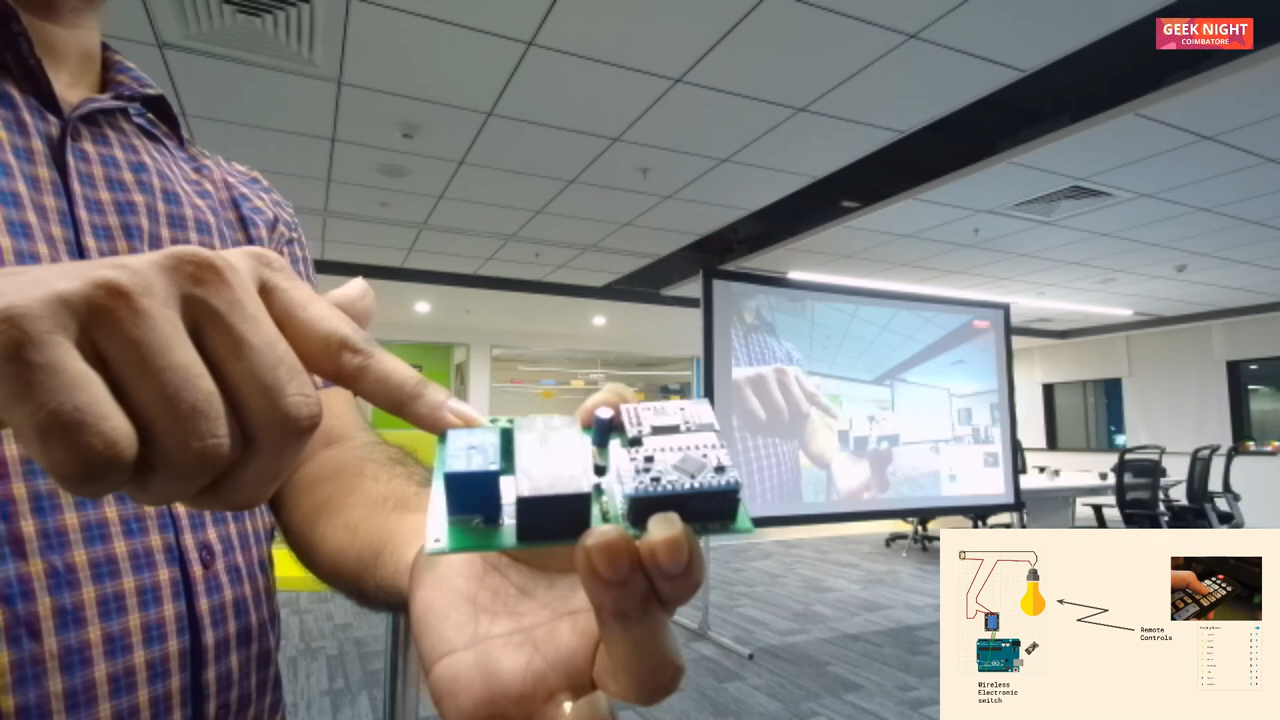 GEEK NIGHT
COIMBATORE
Remote
Controls
Wireless
Electronic
switch